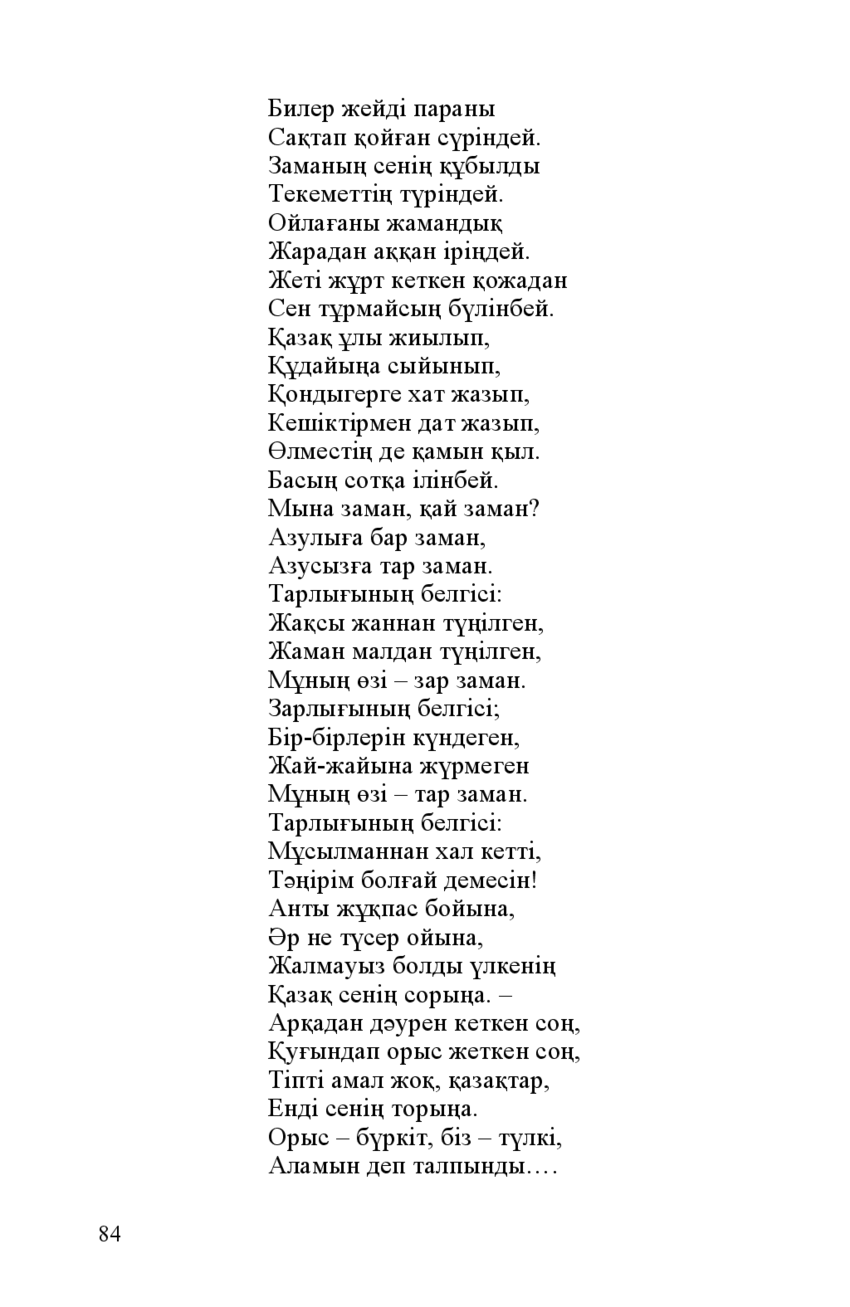 Билер жейді параны
Сақтап қойған сүріндей.
Заманың сенің құбылды
Текеметтің түріндей.
Ойлағаны жамандық
Жарадан аққан іріңдей.
Жеті жұрт кеткен қожадан
Сен тұрмайсың бүлінбей.
Қазақ ұлы жиылып,
Құдайыңа сыйынып,
Қондыгерге хат жазып,
Кешіктірмен дат жазып,
Өлместің де қамын қыл.
Басың сотқа ілінбей.
Мына заман, қай заман?
Азулыға бар заман,
Азусызға тар заман.
Тарлығының белгісі:
Жақсы жаннан түңілген,
Жаман малдан түңілген,
Мұның өзі – зар заман.
Зарлығының белгісі;
Бір-бірлерін күндеген,
Жай-жайына жүрмеген
Мұның өзі – тар заман.
Тарлығының белгісі:
Мұсылманнан хал кетті,
Тәңірім болғай демесін!
Анты жұқпас бойына,
Әр не түсер ойына,
Жалмауыз болды үлкенің
Қазақ сенің сорыңа. –
Арқадан дәурен кеткен соң,
Қуғындап орыс жеткен соң,
Тіпті амал жоқ, қазақтар,
Енді сенің торыңа.
Орыс – бүркіт, біз – түлкі,
Аламын деп талпынды….
84